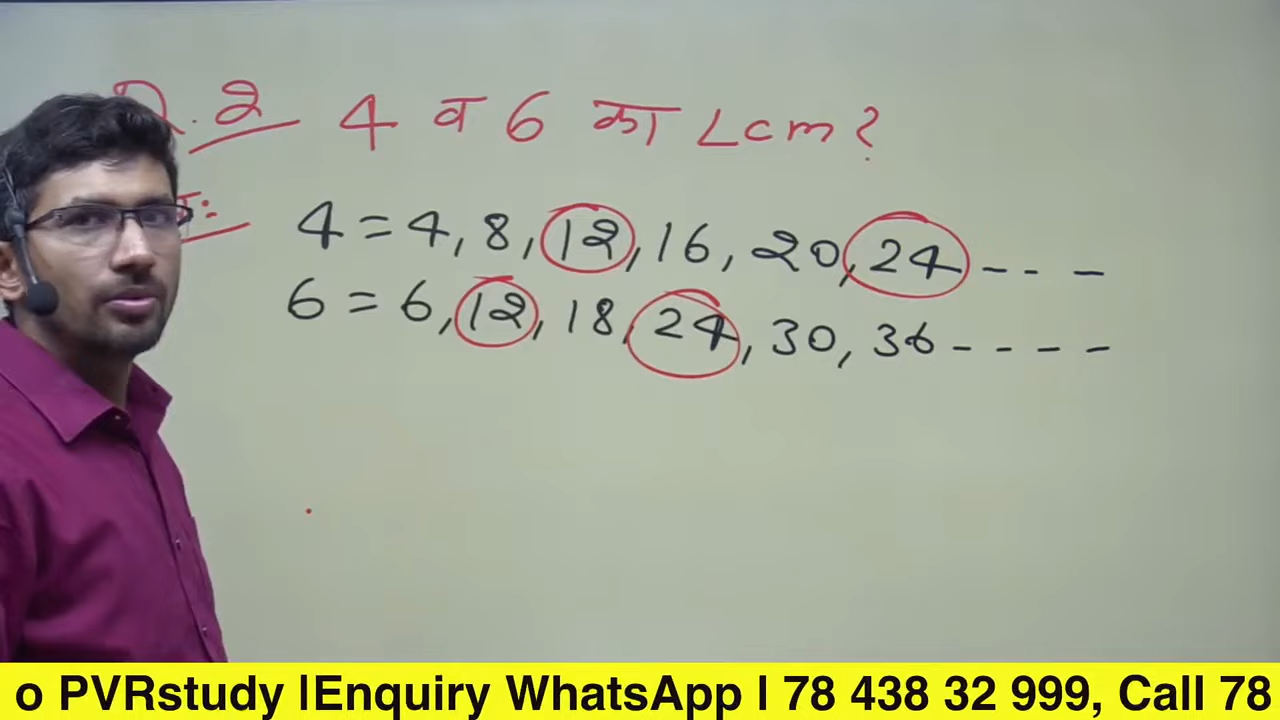 Q.2 4 व 6 का Lcm?
4 = 4, 8, 12, 16, 20, 24 - - -
6 = 6, 12, 18, 24, 30, 36 - - - -
o PVRstudy |Enquiry WhatsApp | 78 438 32 999, Call 78